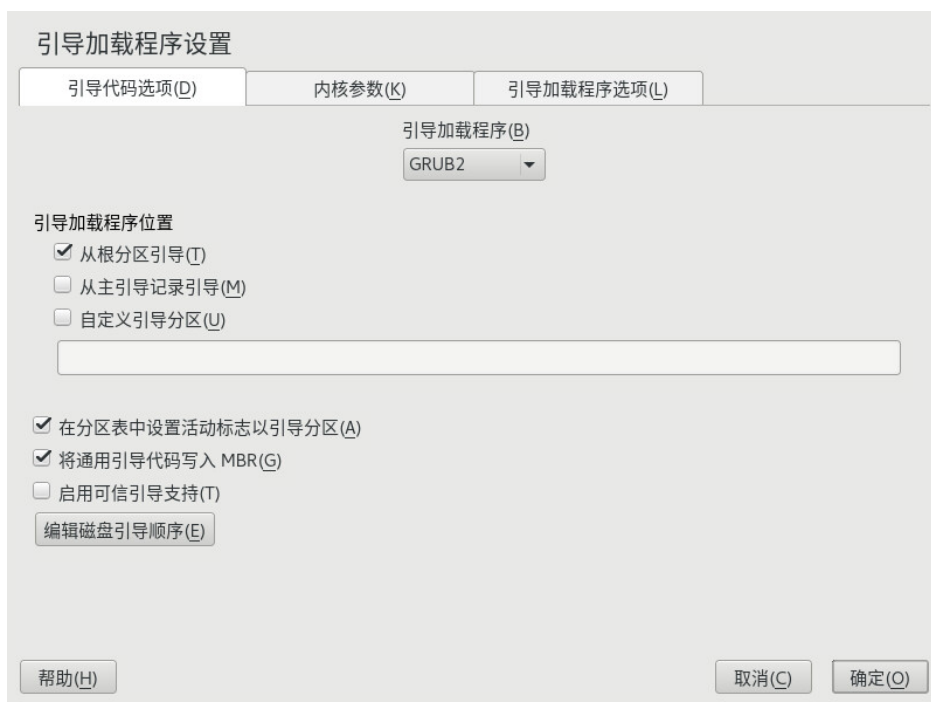 引导加载程序设置
引导代码选项(D)
内核参数(K)
引导加载程序选项(L)
引导加载程序(B)
GRUB2
引导加载程序位置
从根分区引导(T)
从主引导记录引导(M)
自定义引导分区(U)
在分区表中设置活动标志以引导分区(A)
将通用引导代码写入 MBR(G)
启用可信引导支持(T)
编辑磁盘引导顺序(E)
帮助(H)
取消(C)
确定(O)